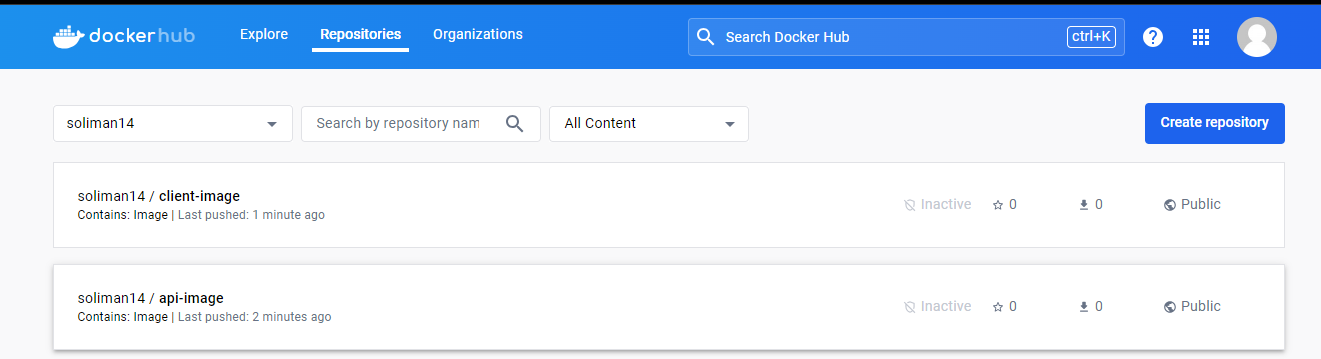 dockerhub
Explore
Repositories
Organizations
Search Docker Hub
ctrl+K
?
soliman14
Search by repository nam
All Content
Create repository
soliman14 / client-image
Contains: Image | Last pushed: 1 minute ago
Inactive
0
0
Public
soliman14 / api-image
Contains: Image | Last pushed: 2 minutes ago
Inactive
0
0
Public